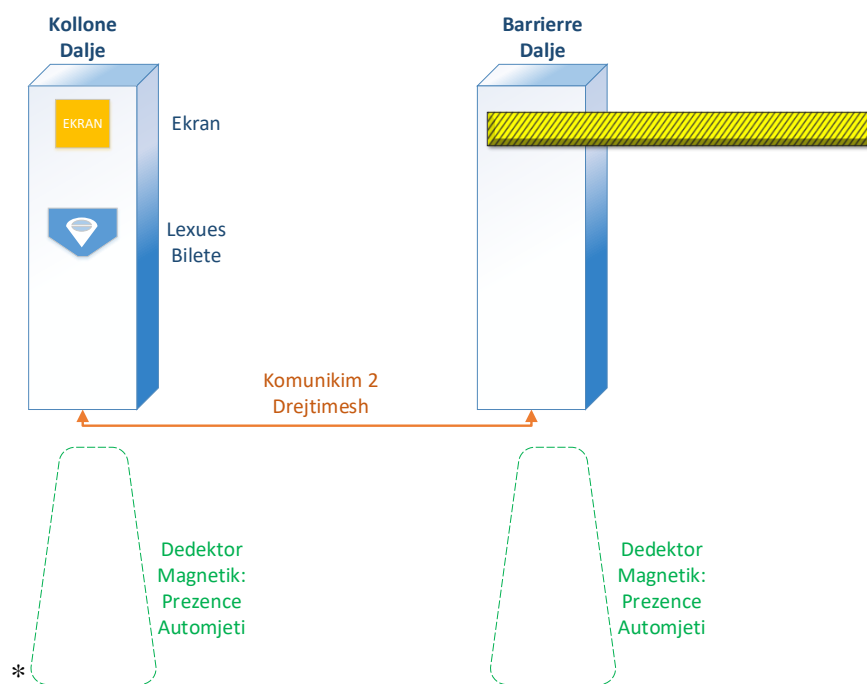 Kollone
Dalje
Barrierre
Dalje
EKRAN
Ekran
Lexues
Bilete
Komunikim 2
Drejtimesh
Dedektor
Magnetik:
Prezence
Automjeti
Dedektor
Magnetik:
Prezence
Automjeti
*